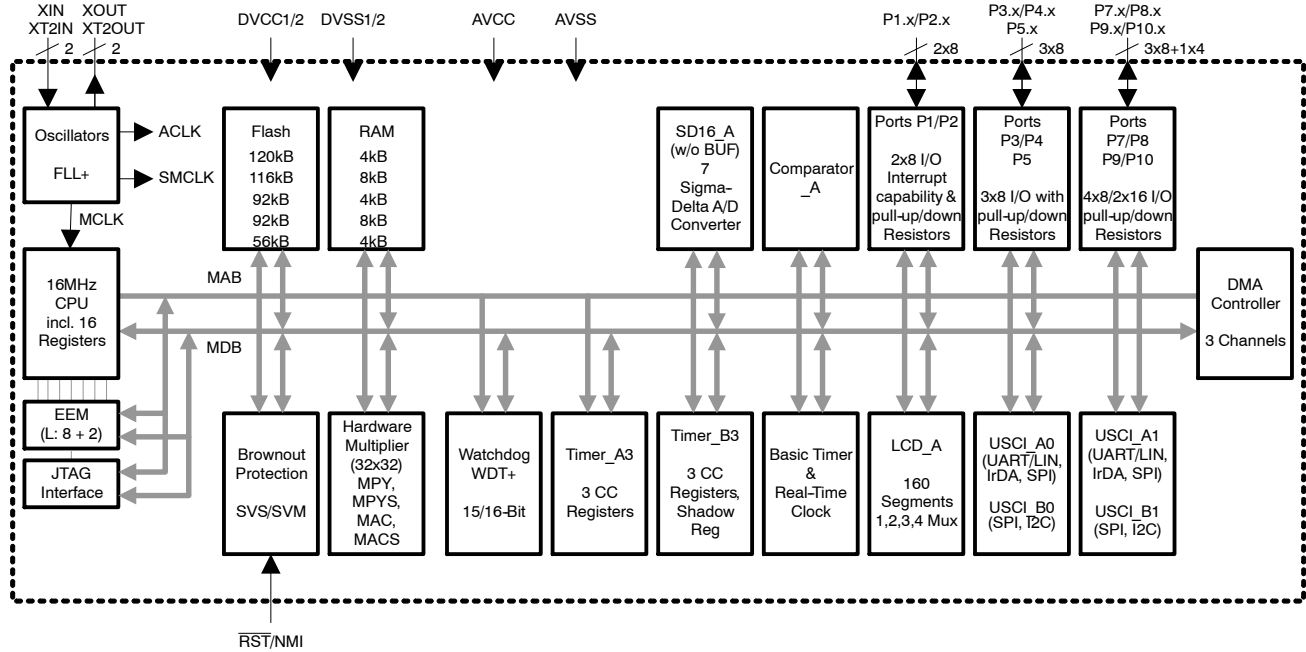 XIN
XT2IN
XOUT
XT2OUT
2
2
DVCC1/2
DVSS1/2
AVCC
AVSS
P1.x/P2.x
2x8
P3.x/P4.x
P5.x
3x8
P7.x/P8.x
P9.x/P10.x
3x8+1x4
Oscillators
FLL+
ACLK
SMCLK
MCLK
Flash
120kB
116kB
92kB
92kB
56kB
RAM
4kB
8kB
4kB
8kB
4kB
SD16_A
(w/o BUF)
7
Sigma-
Delta A/D
Converter
Comparator
_A
Ports P1/P2
2x8 I/O
Interrupt
capability &
pull-up/down
Resistors
Ports
P3/P4
P5
3x8 I/O with
pull-up/down
Resistors
Ports
P7/P8
P9/P10
4x8/2x16 I/O
pull-up/down
Resistors
16MHz
CPU
incl. 16
Registers
MAB
MDB
DMA
Controller
3 Channels
EEM
(L: 8 + 2)
JTAG
Interface
Brownout
Protection
SVS/SVM
Hardware
Multiplier
(32x32)
MPY,
MPYS,
MAC,
MACS
Watchdog
WDT+
15/16-Bit
Timer_A3
3 CC
Registers
Timer_B3
3 CC
Registers,
Shadow
Reg
Basic Timer
&
Real-Time
Clock
LCD_A
160
Segments
1,2,3,4 Mux
USCI_A0
(UART/LIN,
IrDA, SPI)
USCI_B0
(SPI, I2C)
USCI_A1
(UART/LIN,
IrDA, SPI)
USCI_B1
(SPI, I2C)
RST/NMI